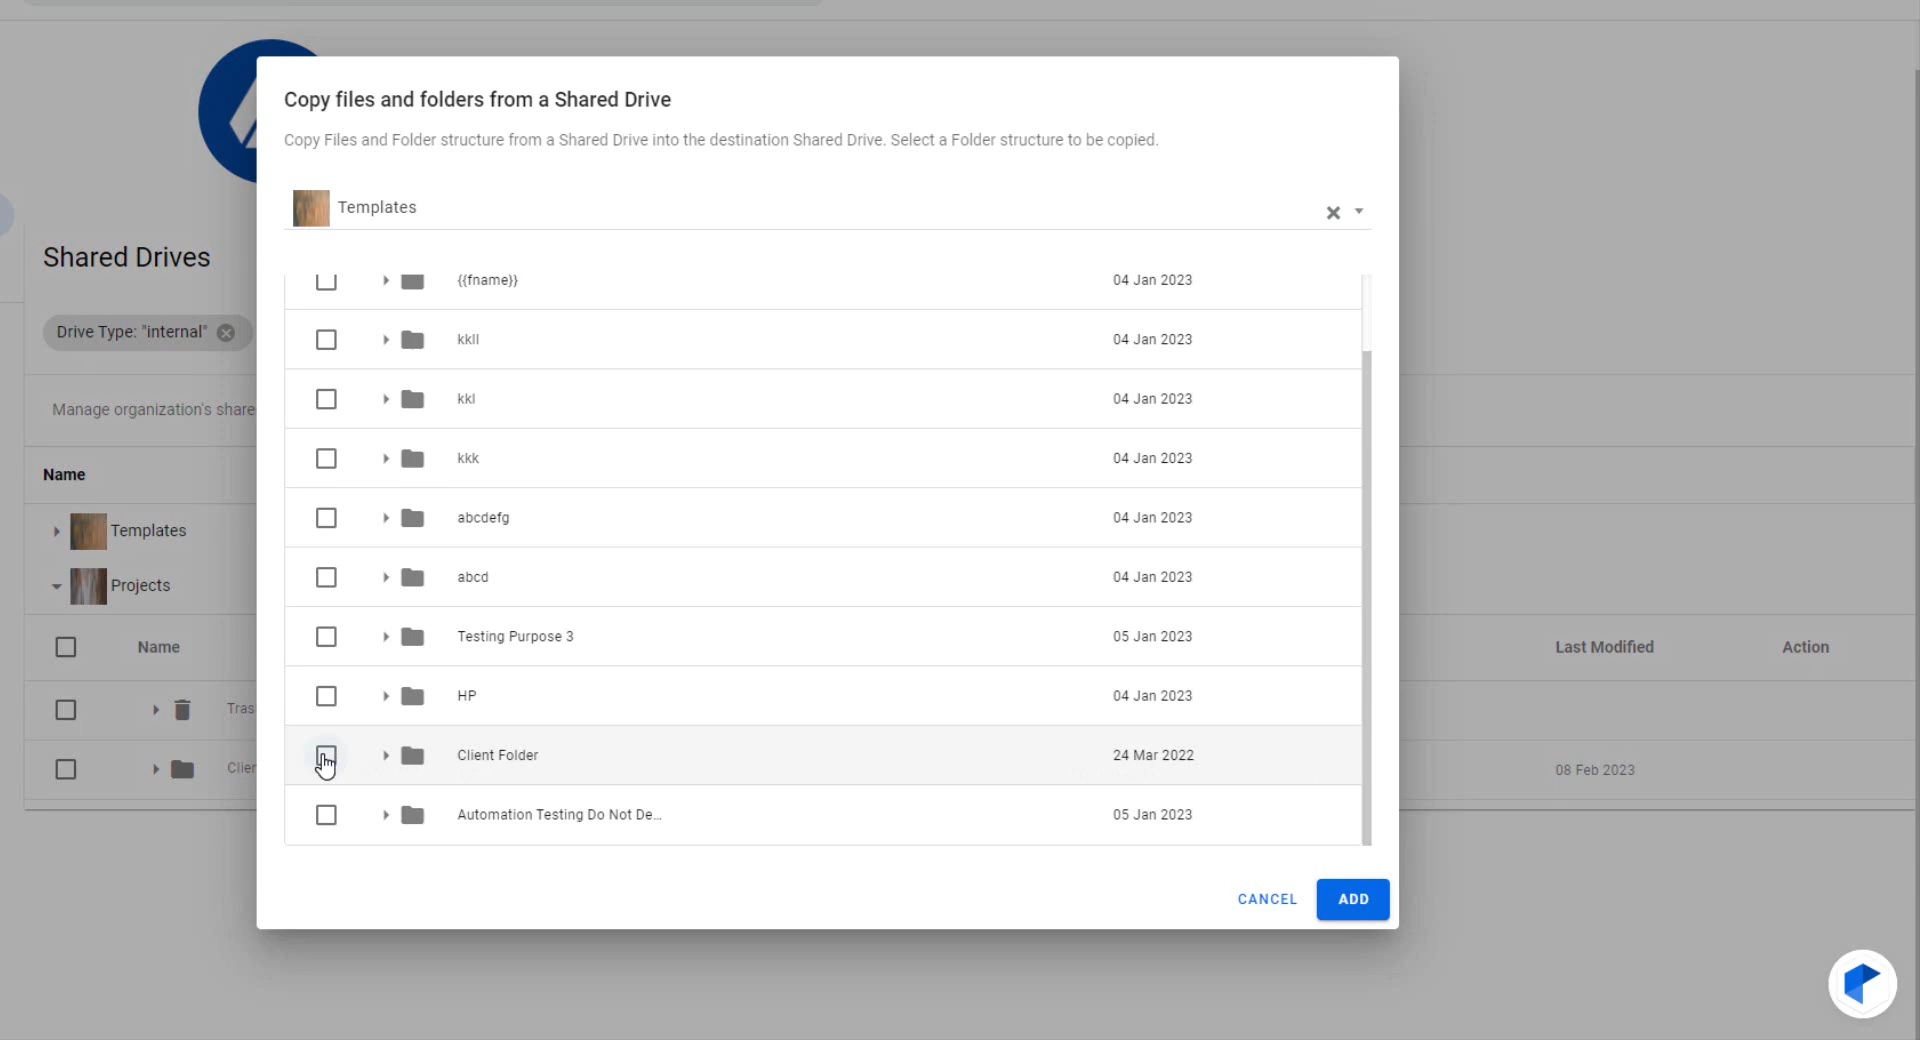 Copy files and folders from a Shared Drive
Copy Files and Folder structure from a Shared Drive into the destination Shared Drive. Select a Folder structure to be copied.
Templates
Shared Drives
Drive Type: "internal"
Manage organization's share
Name
Templates
Projects
Name Last Modified Action
Tras
Clien 08 Feb 2023
{{fname}} 04 Jan 2023
kkll 04 Jan 2023
kkl 04 Jan 2023
kkk 04 Jan 2023
abcdefg 04 Jan 2023
abcd 04 Jan 2023
Testing Purpose 3 05 Jan 2023
HP 04 Jan 2023
Client Folder 24 Mar 2022
Automation Testing Do Not De... 05 Jan 2023
CANCEL ADD